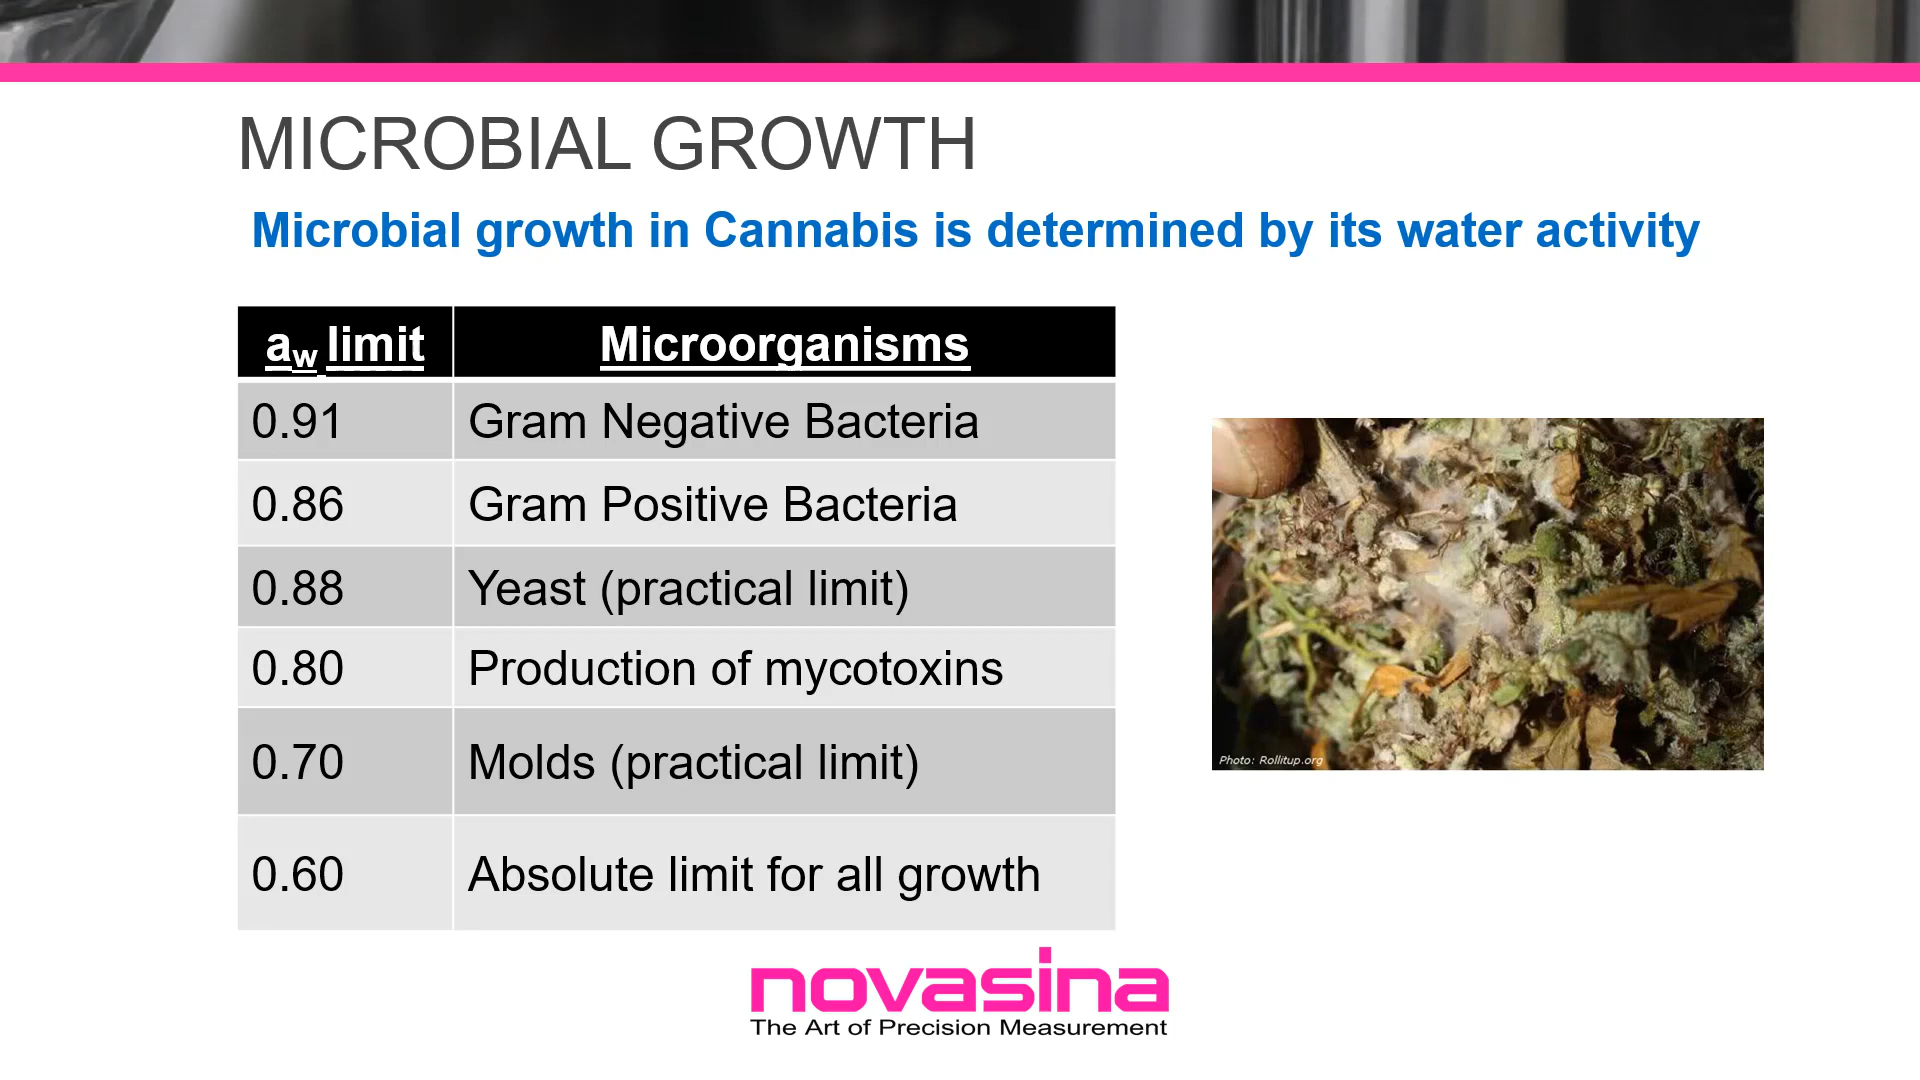 MICROBIAL GROWTH
Microbial growth in Cannabis is determined by its water activity
aw limit Microorganisms
0.91 Gram Negative Bacteria
0.86 Gram Positive Bacteria
0.88 Yeast (practical limit)
0.80 Production of mycotoxins
0.70 Molds (practical limit)
0.60 Absolute limit for all growth
Photo: Rollitup.org
novasina
The Art of Precision Measurement